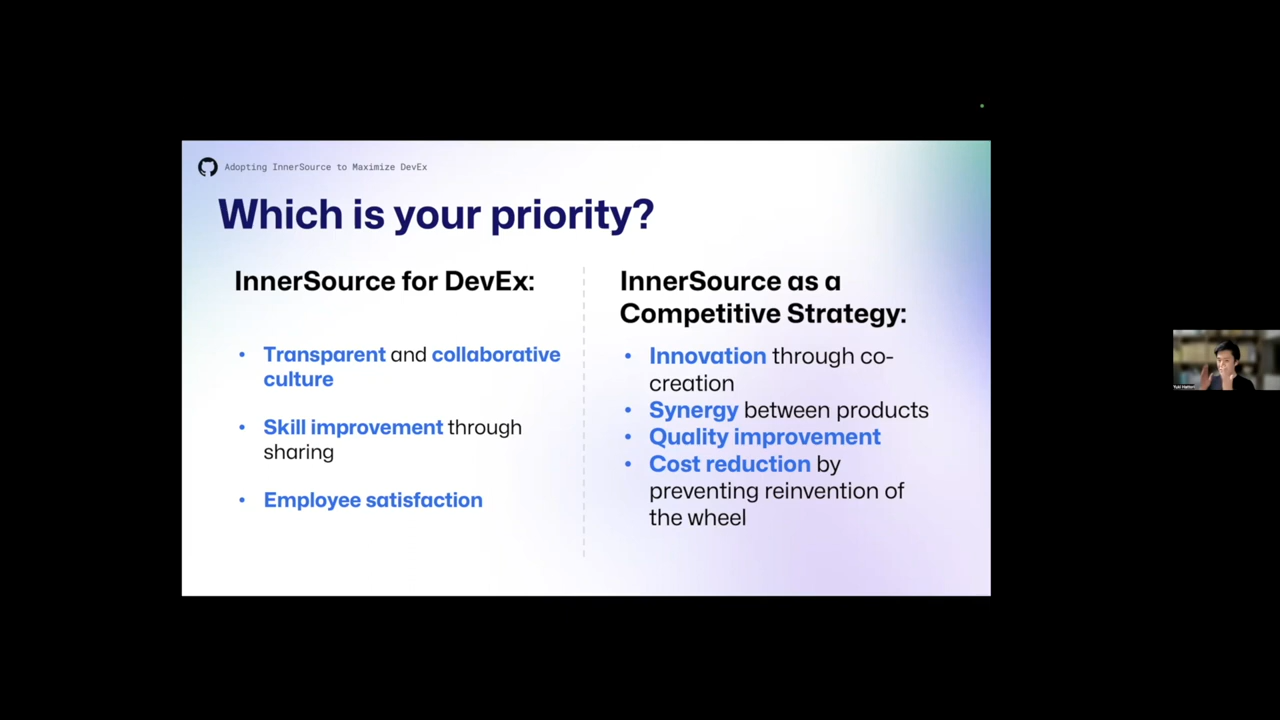 Adopting InnerSource to Maximize DevEx
Which is your priority?
InnerSource for DevEx:
• Transparent and collaborative
culture
• Skill improvement through
sharing
• Employee satisfaction
InnerSource as a
Competitive Strategy:
• Innovation through co-
creation
• Synergy between products
• Quality improvement
• Cost reduction by
preventing reinvention of
the wheel
Yuki Hattori